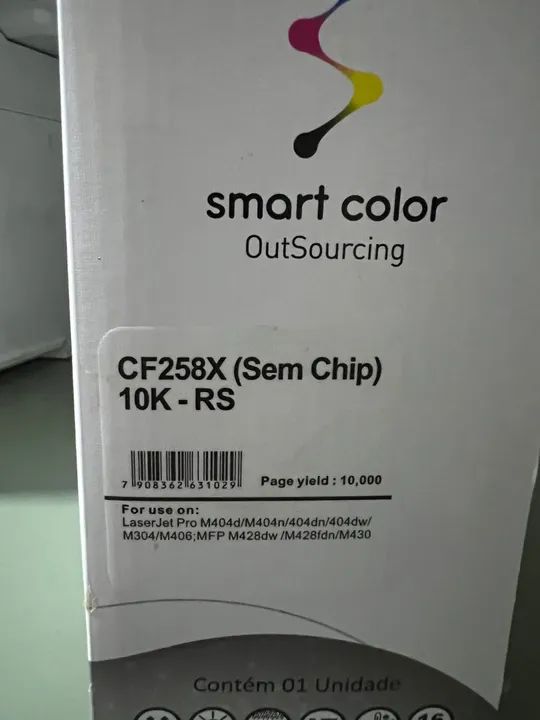 smart color
OutSourcing
CF258X (Sem Chip)
10K - RS
7 908362 631029
Page yield : 10,000
For use on:
LaserJet Pro M404d/M404n/404dn/404dw/
M304/M406;MFP M428dw /M428fdn/M430
Contém 01 Unidade